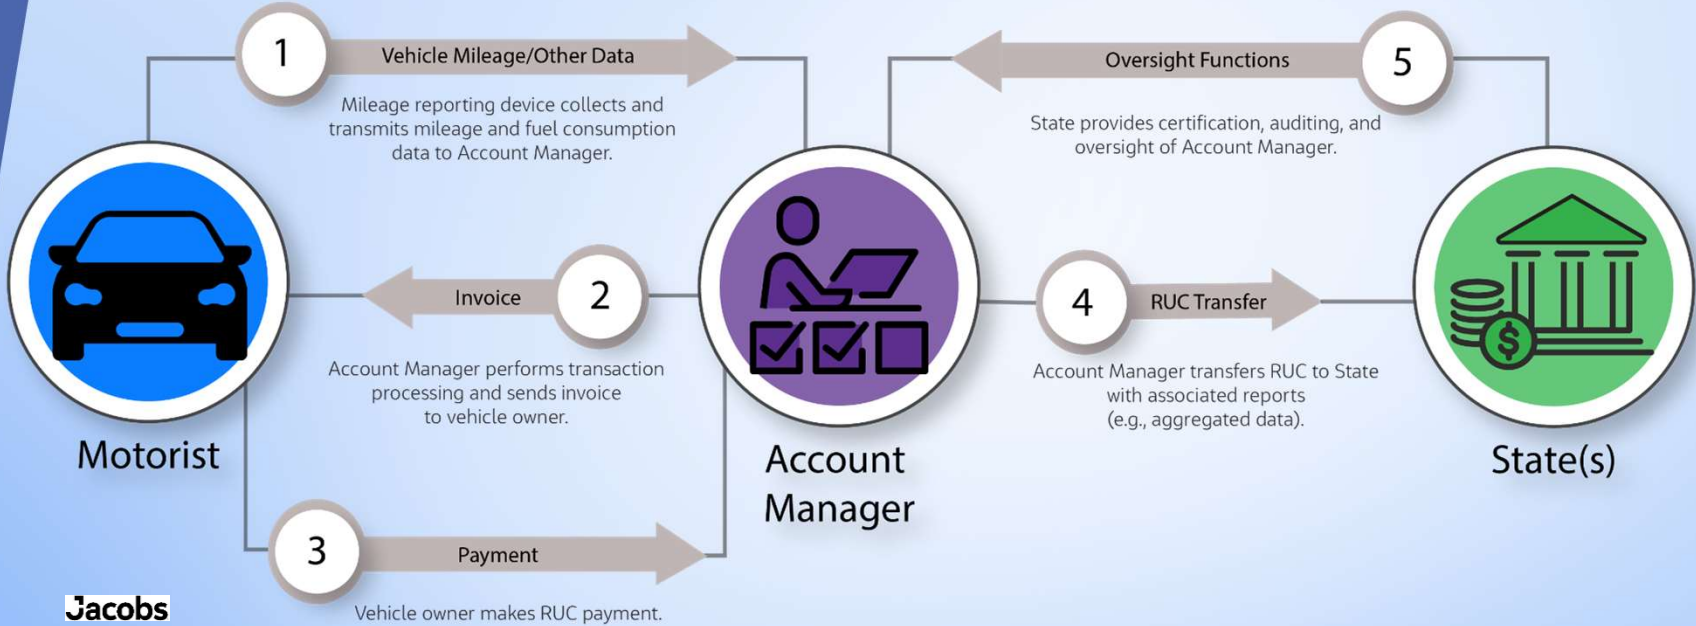 1
Vehicle Mileage/Other Data
Mileage reporting device collects and
transmits mileage and fuel consumption
data to Account Manager.
5
Oversight Functions
State provides certification, auditing, and
oversight of Account Manager.
2
Invoice
Account Manager performs transaction
processing and sends invoice
to vehicle owner.
4
RUC Transfer
Account Manager transfers RUC to State
with associated reports
(e.g., aggregated data).
$
Motorist
Account
Manager
State(s)
3
Payment
Vehicle owner makes RUC payment.
Jacobs